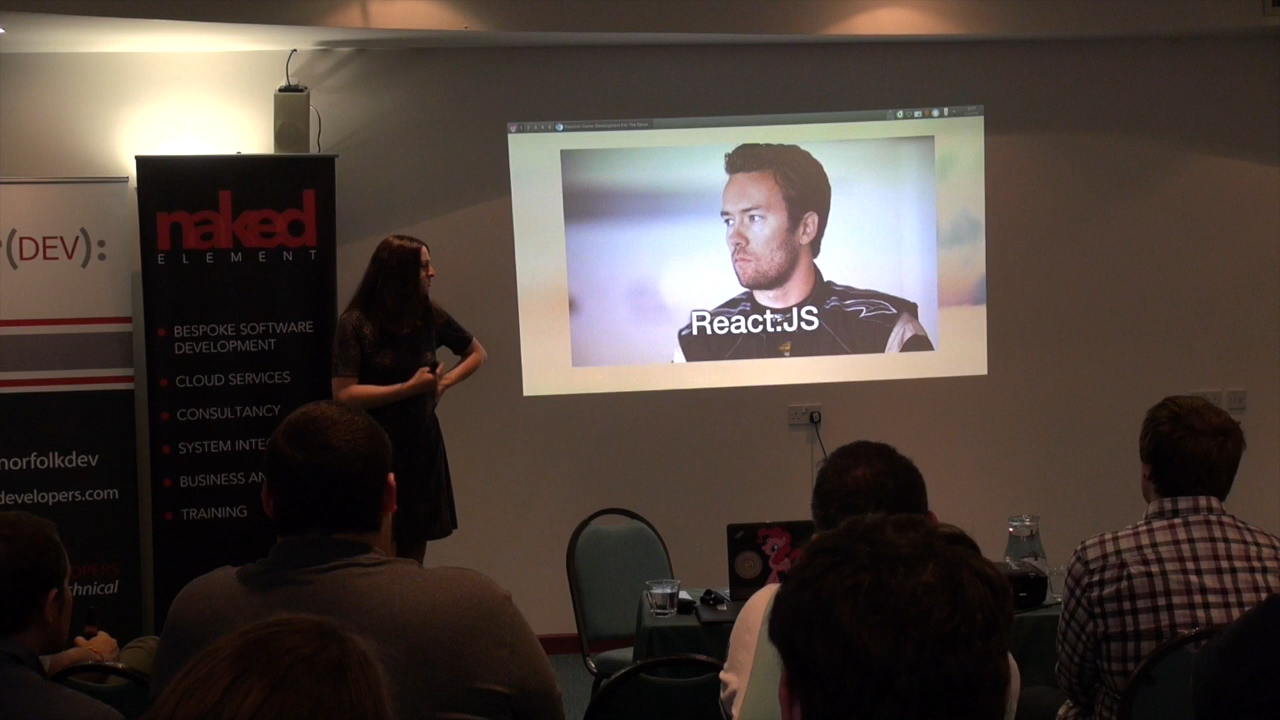 (DEV):
norfolkdev
developers.com
hnical
naked
ELEMENT
BESPOKE SOFTWARE
DEVELOPMENT
CLOUD SERVICES
CONSULTANCY
SYSTEM INTE
BUSINESS AN
TRAINING
React.JS